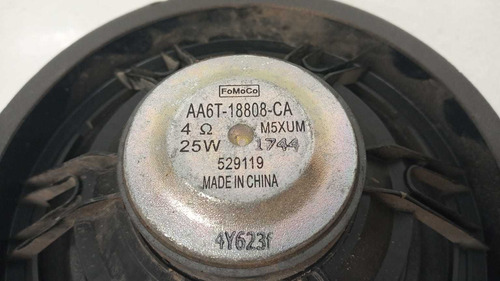 FoMoCo
AA6T-18808-CA
4 Ω M5XUM
25W 1744
529119
MADE IN CHINA
4Y623f